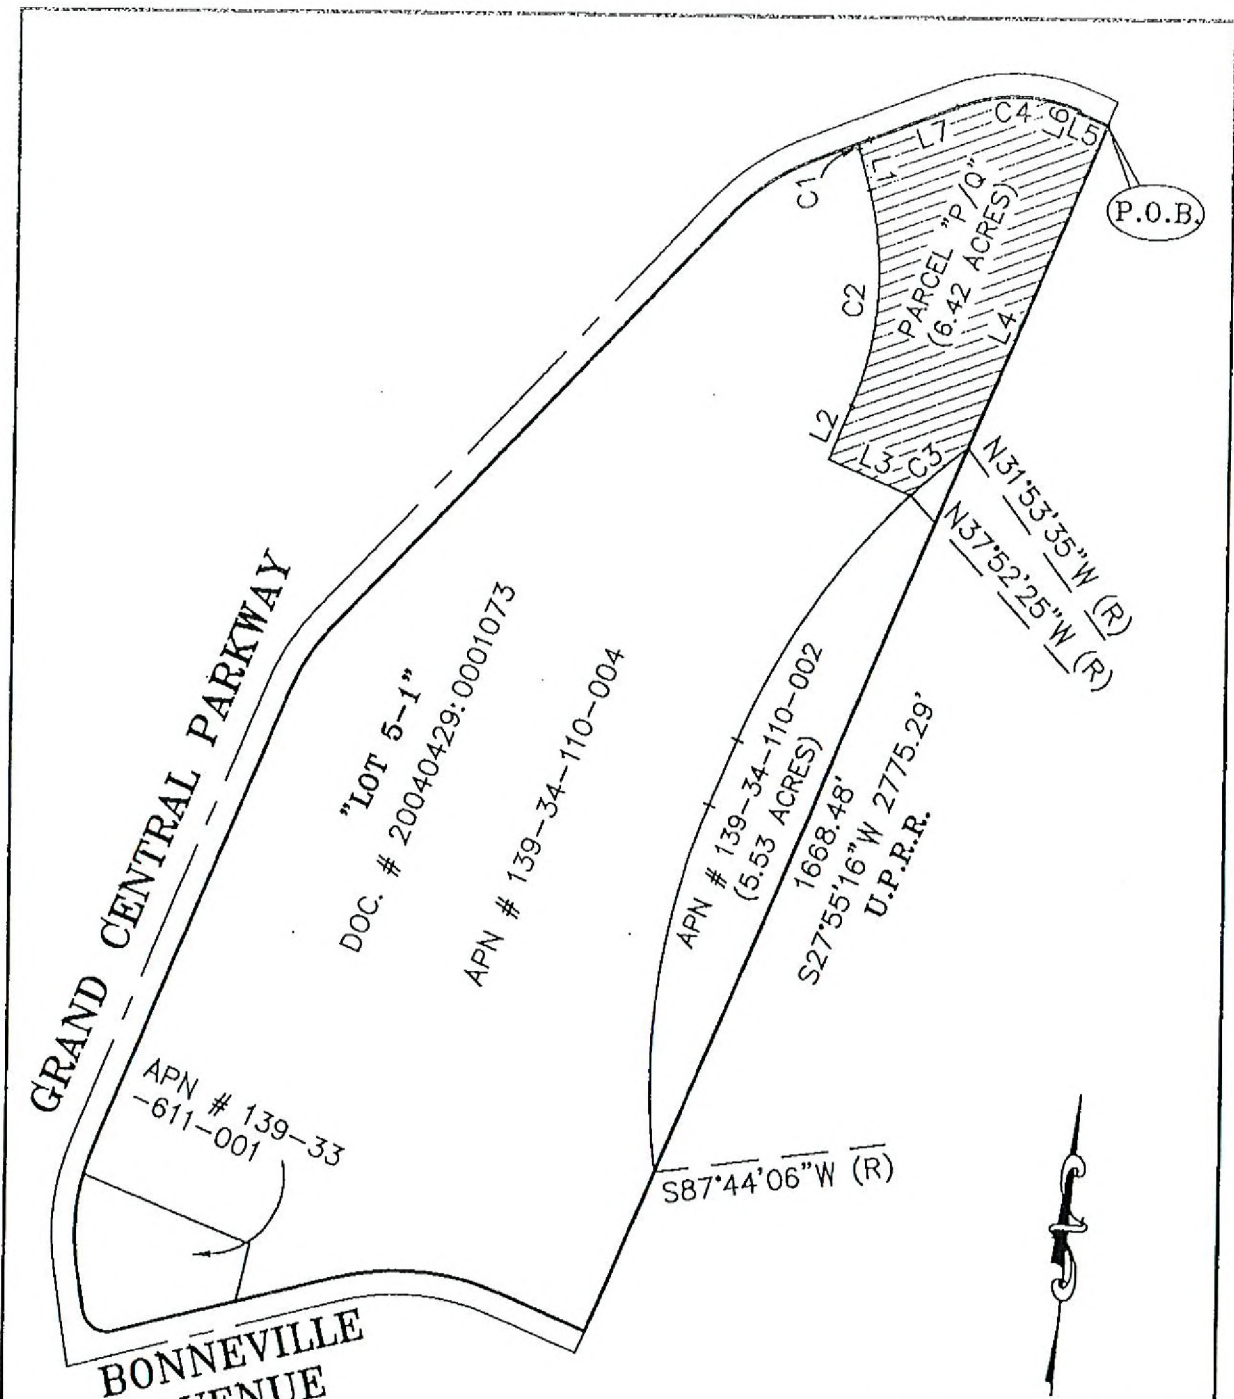 C4
L6
L5
L7
L1
C1
P.O.B.
PARCEL "P/Q"
(6.42 ACRES)
C2
L4
L2
L3
C3
N31°53'35"W (R)
N37°52'25"W (R)
GRAND CENTRAL PARKWAY
"LOT 5-1"
DOC. # 20040429:0001073
APN # 139-34-110-004
APN # 139-34-110-002
(5.53 ACRES)
1668.48'
S27°55'16"W 2775.29'
U.P.R.R.
APN # 139-33
-611-001
S87°44'06"W (R)
BONNEVILLE
AVENUE